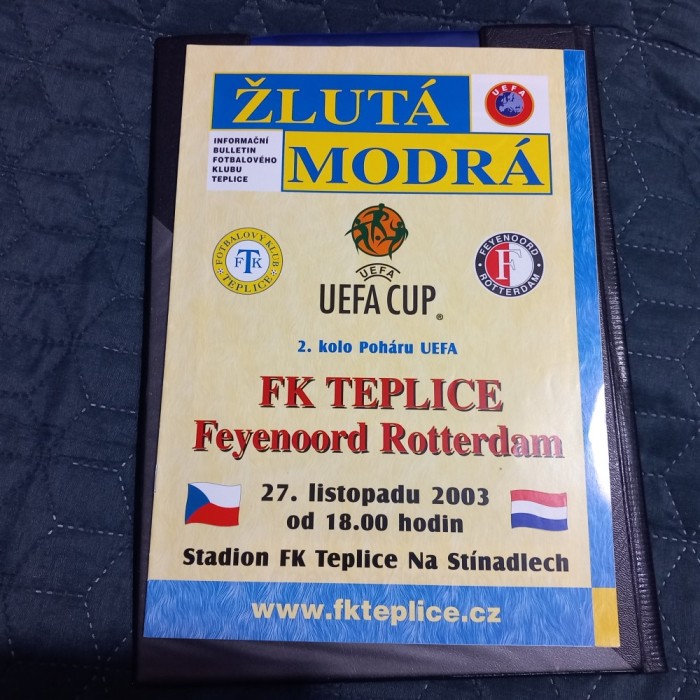 ŽLUTÁ
UEFA
INFORMAČNÍ
BULLETIN
FOTBALOVÉHO
KLUBU
TEPLICE
MODRÁ
FOTBALOVÝ KLUB
FTK
TEPLICE
UEFA
UEFA CUP ®
FEYENOORD
F
ROTTERDAM
2. kolo Poháru UEFA
FK TEPLICE
Feyenoord Rotterdam
27. listopadu 2003
od 18.00 hodin
Stadion FK Teplice Na Stínadlech
www.fkteplice.cz